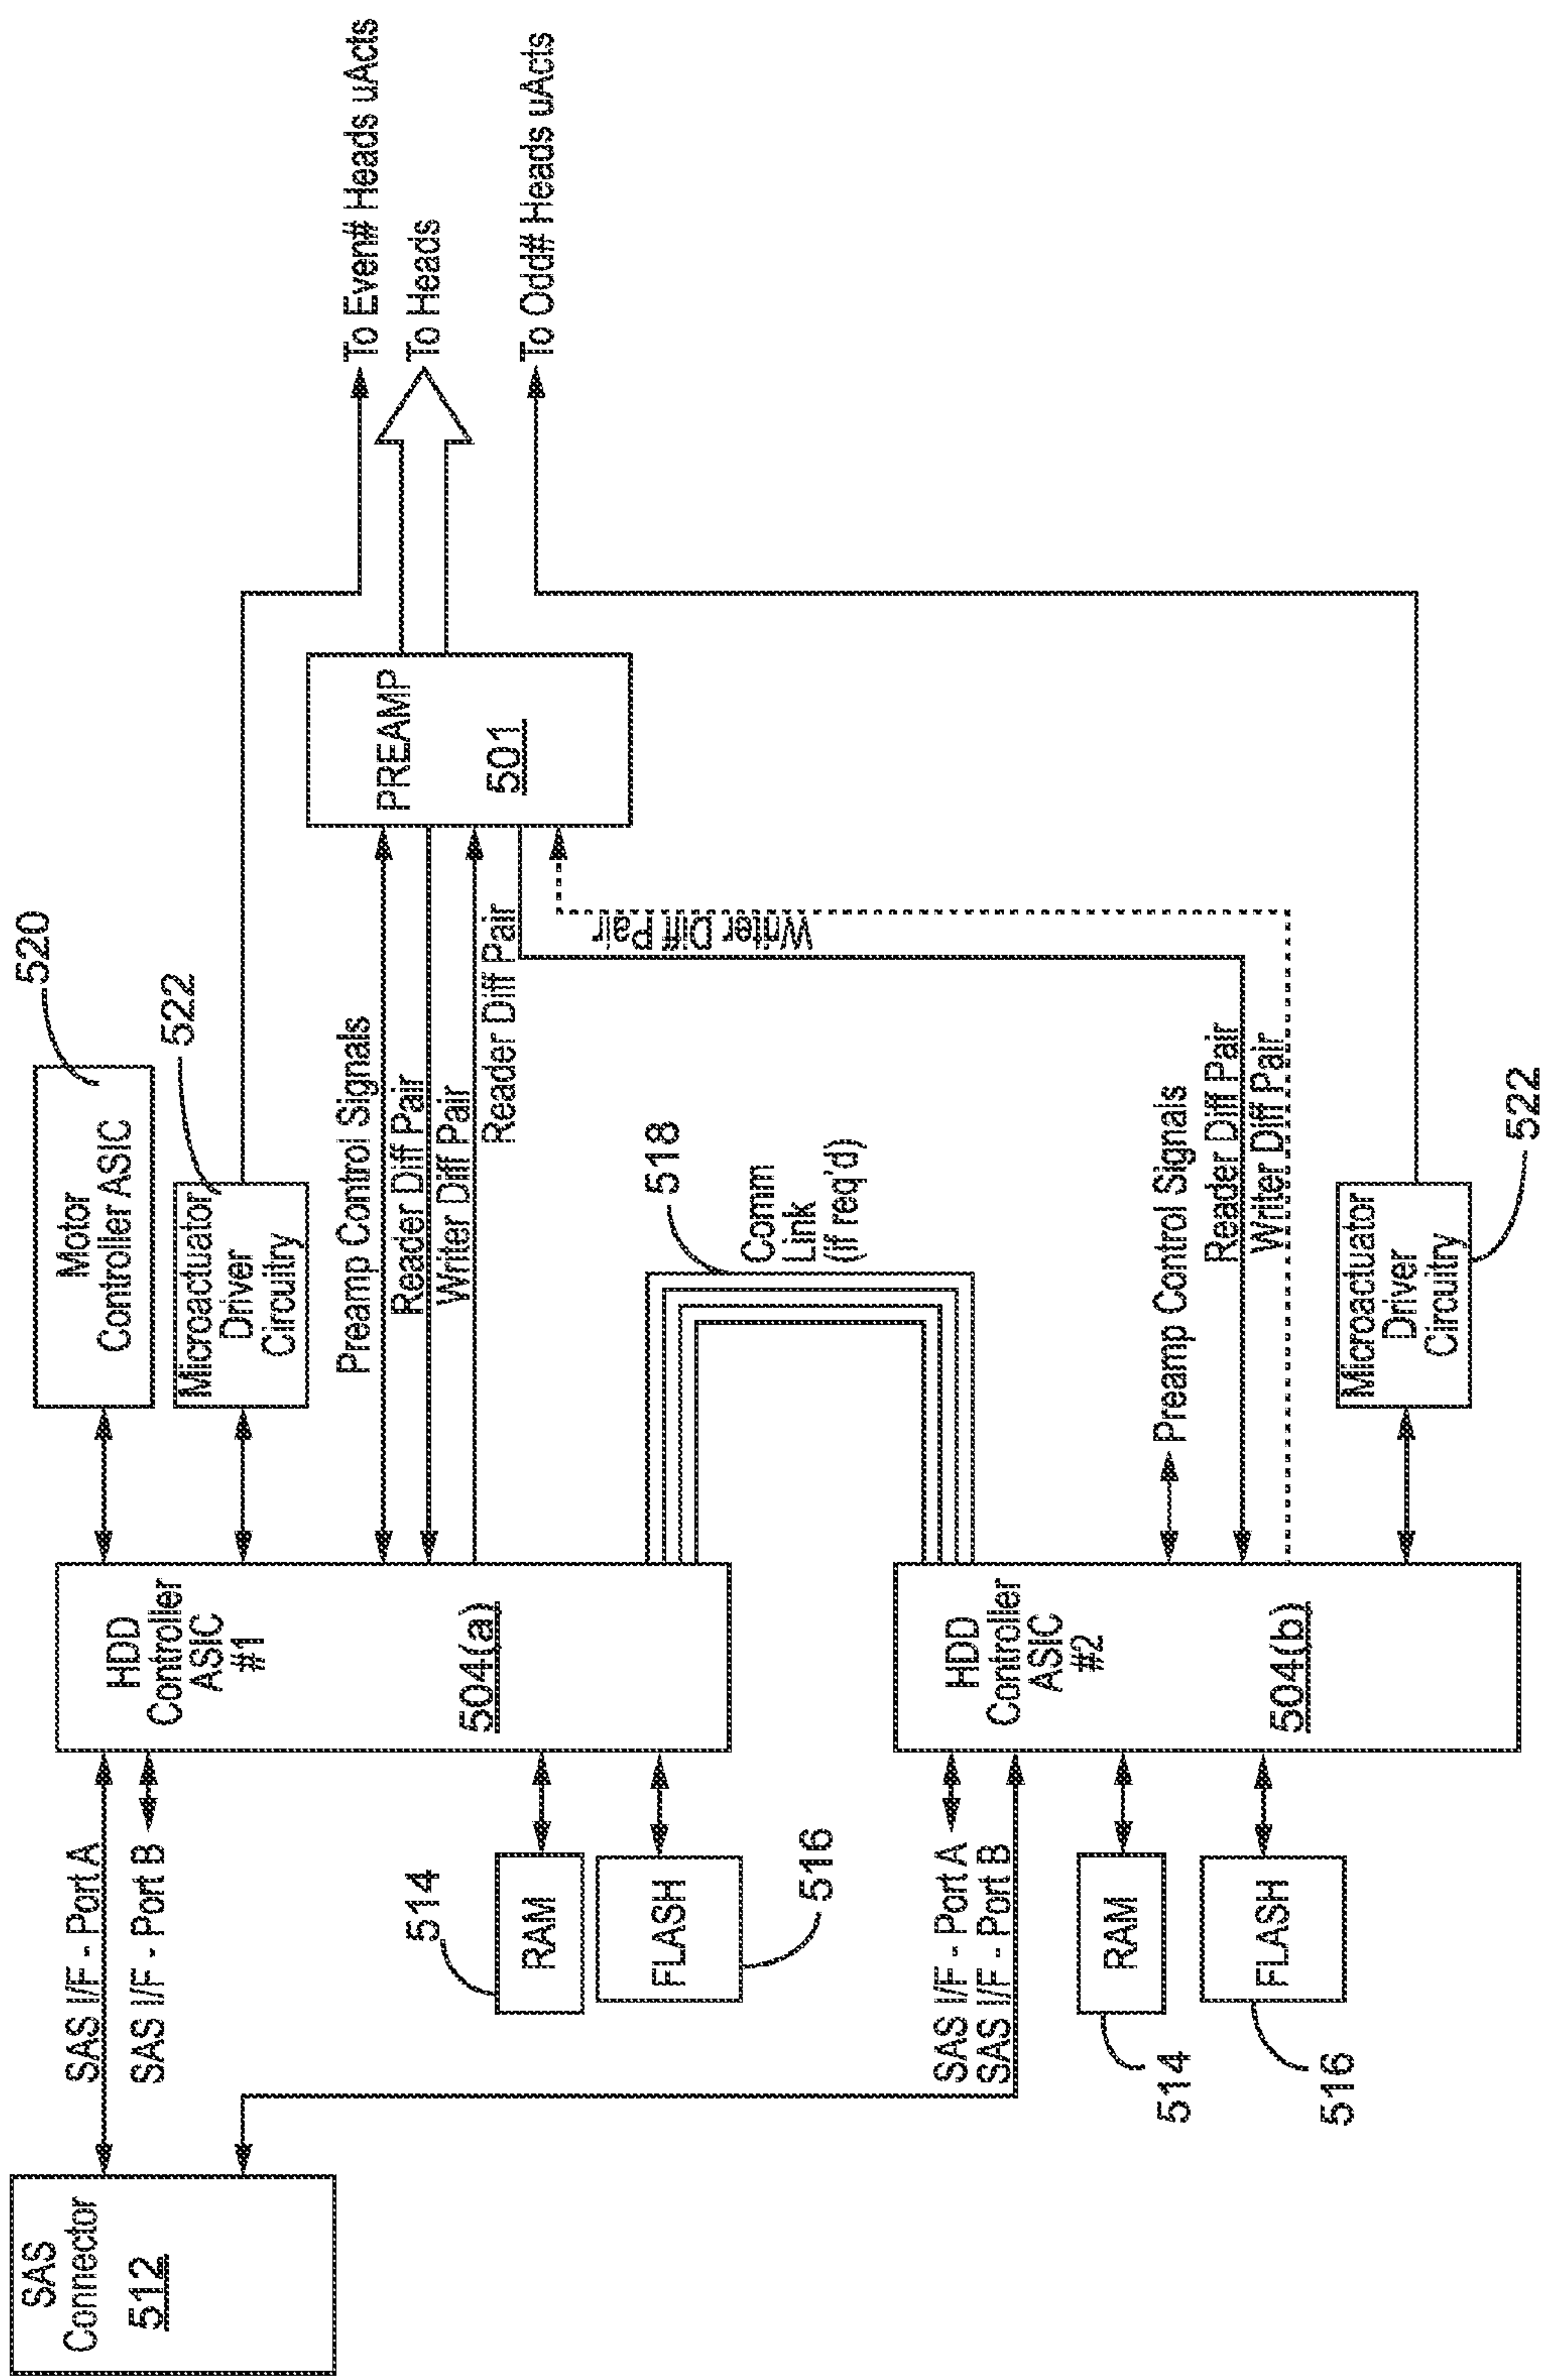 SAS
Connector
512
SAS I/F - Port A
SAS I/F - Port B
HDD
Controller
ASIC
#1
504(a)
514
RAM
FLASH
516
Motor
Controller ASIC
520
Microactuator
Driver
Circuitry
522
Preamp Control Signals
Reader Diff Pair
Writer Diff Pair
Reader Diff Pair
Writer Diff Pair
PREAMP
501
To Even# Heads uActs
To Heads
To Odd# Heads uActs
518
Comm
Link
(if req'd)
SAS I/F - Port A
SAS I/F - Port B
HDD
Controller
ASIC
#2
504(b)
RAM
514
FLASH
516
Preamp Control Signals
Reader Diff Pair
Writer Diff Pair
Microactuator
Driver
Circuitry
522